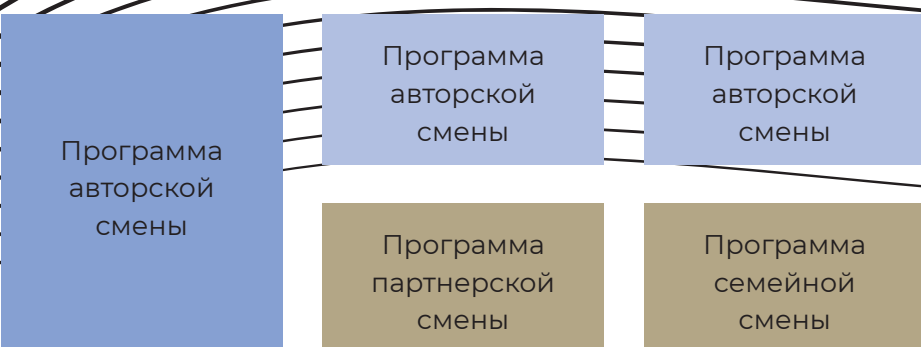 Программа
авторской
смены
Программа
авторской
смены
Программа
авторской
смены
Программа
партнерской
смены
Программа
семейной
смены